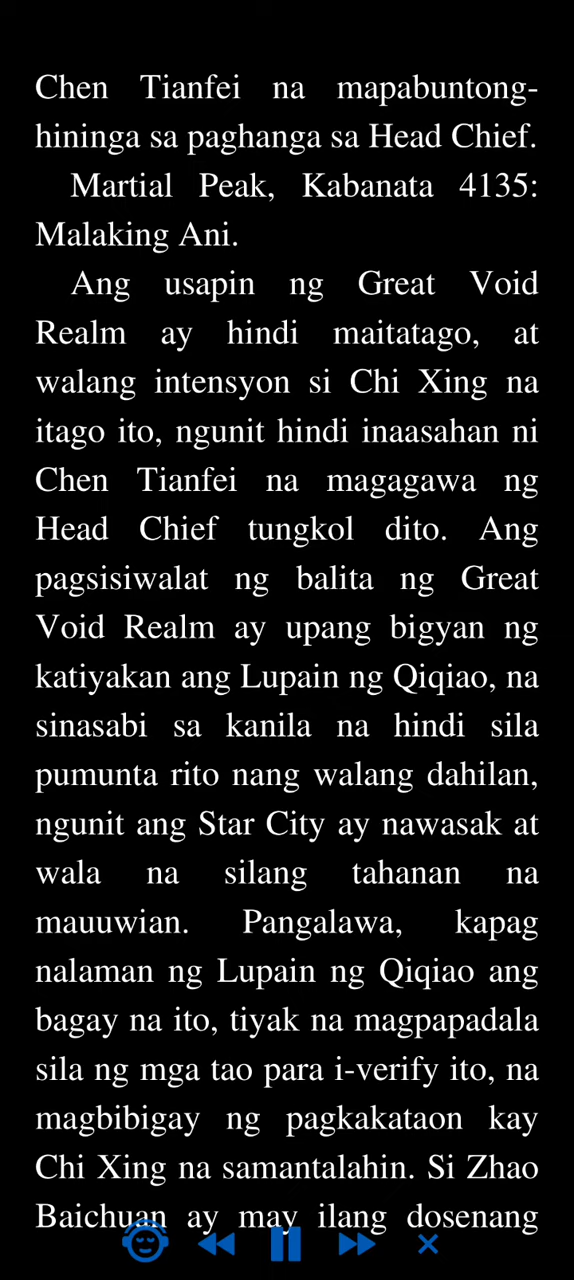 Chen Tianfei na mapabuntong-
hininga sa paghanga sa Head Chief.
Martial Peak, Kabanata 4135:
Malaking Ani.
Ang usapin ng Great Void
Realm ay hindi maitatago, at
walang intensyon si Chi Xing na
itago ito, ngunit hindi inaasahan ni
Chen Tianfei na magagawa ng
Head Chief tungkol dito. Ang
pagsisiwalat ng balita ng Great
Void Realm ay upang bigyan ng
katiyakan ang Lupain ng Qiqiao, na
sinasabi sa kanila na hindi sila
pumunta rito nang walang dahilan,
ngunit ang Star City ay nawasak at
wala na silang tahanan na
mauuwian. Pangalawa, kapag
nalaman ng Lupain ng Qiqiao ang
bagay na ito, tiyak na magpapadala
sila ng mga tao para i-verify ito, na
magbibigay ng pagkakataon kay
Chi Xing na samantalahin. Si Zhao
Baichuan ay may ilang dosenang